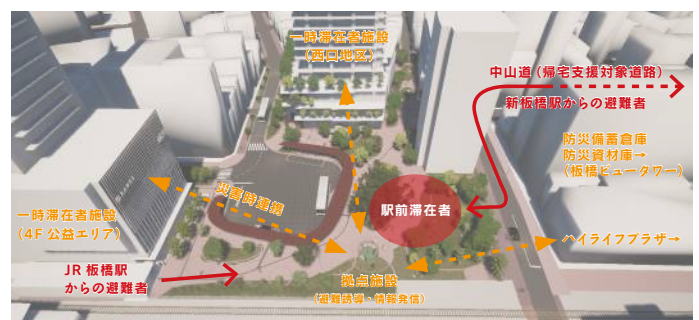 一時滞在者施設
(西口地区)
中山道(帰宅支援対象道路)
新板橋駅からの避難者
防災備蓄倉庫
防災資材庫→
(板橋ビュータワー)
災害時連携
駅前滞在者
一時滞在者施設
(4F 公益エリア)
ハイライフプラザ→
JR 板橋駅
からの避難者
拠点施設
(避難誘導・情報発信)